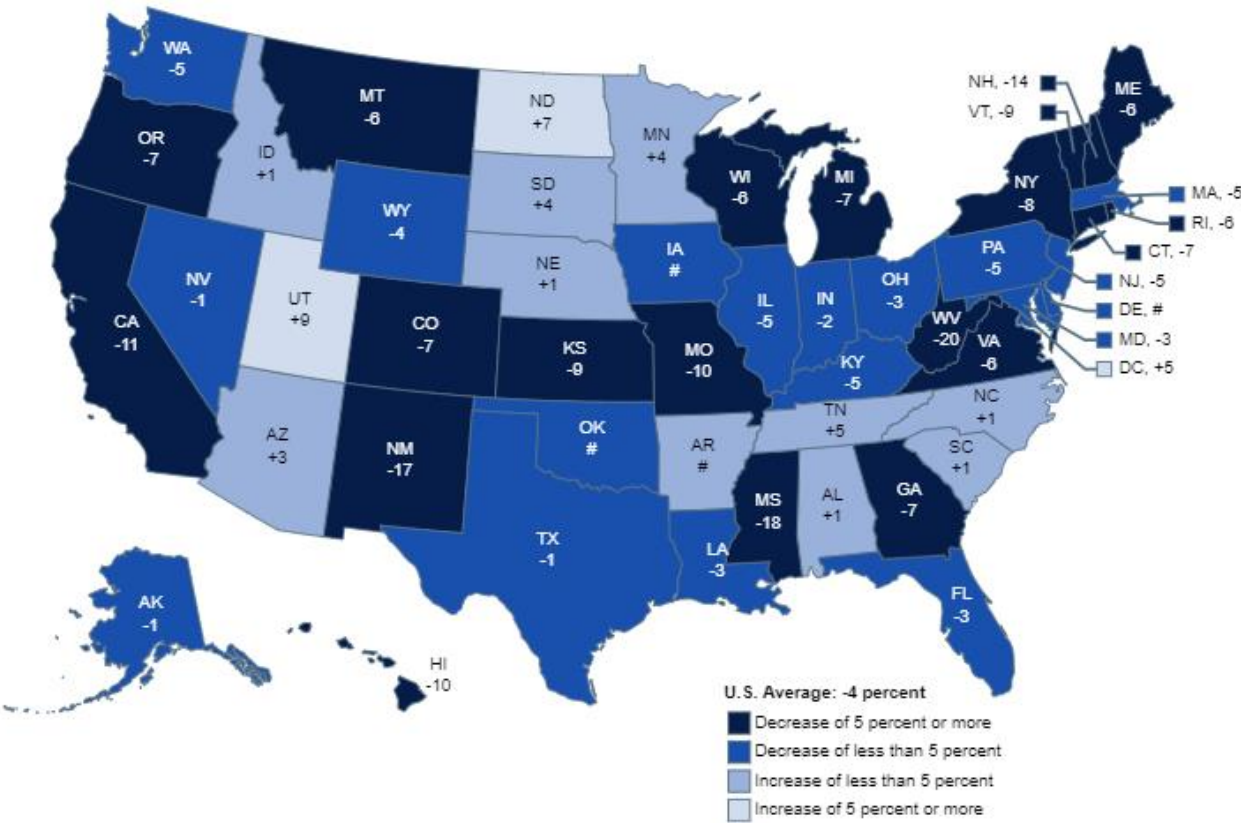 WA
-5
MT
-6
ND
+7
MN
+4
OR
-7
ID
+1
SD
+4
WI
-6
MI
-7
NH, -14
VT, -9
ME
-6
NY
-8
MA, -5
RI, -6
CT, -7
NJ, -5
DE, #
MD, -3
DC, +5
WY
-4
NE
+1
IA
#
PA
-5
NV
-1
UT
+9
CO
-7
IL
-5
IN
-2
OH
-3
WV
-20
VA
-6
CA
-11
KS
-9
MO
-10
KY
-5
AZ
+3
NM
-17
OK
#
AR
#
TN
+5
NC
+1
SC
+1
TX
-1
LA
-3
MS
-18
AL
+1
GA
-7
FL
-3
AK
-1
HI
-10
U.S. Average: -4 percent
Decrease of 5 percent or more
Decrease of less than 5 percent
Increase of less than 5 percent
Increase of 5 percent or more